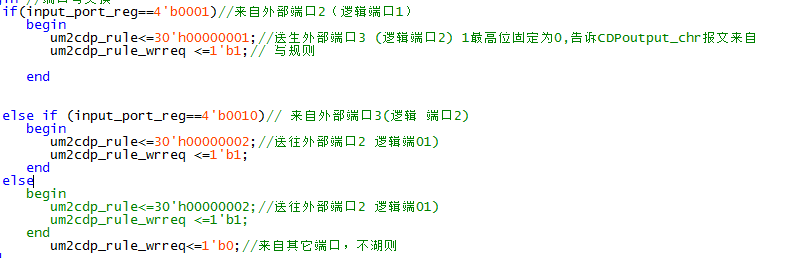 //端口号交换
if(input_port_reg==4'b0001)//来自外部端口2（逻辑端口1）
begin
um2cdp_rule<=30'h00000001;//送生外部端口3 (逻辑端口2) 1最高位固定为0,告诉CDPoutput_chr报文来自
um2cdp_rule_wrreq <=1'b1;// 写规则
end
else if (input_port_reg==4'b0010)// 来自外部端口3(逻辑 端口2)
begin
um2cdp_rule<=30'h00000002;//送往外部端口2 逻辑端01)
um2cdp_rule_wrreq <=1'b1;
end
else
begin
um2cdp_rule<=30'h00000002;//送往外部端口2 逻辑端01)
um2cdp_rule_wrreq <=1'b1;
end
um2cdp_rule_wrreq<=1'b0;//来自其它端口, 不湖则